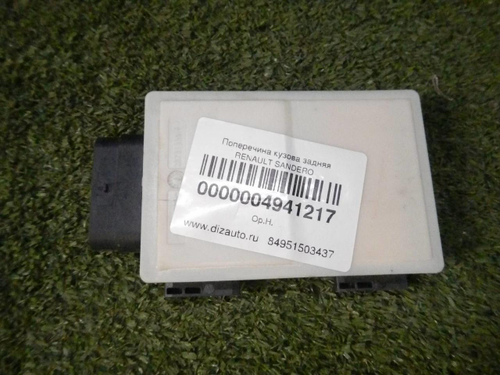 Поперечина кузова задняя
RENAULT SANDERO
0000004941217
Ор.Н.
www.dizauto.ru 84951503437